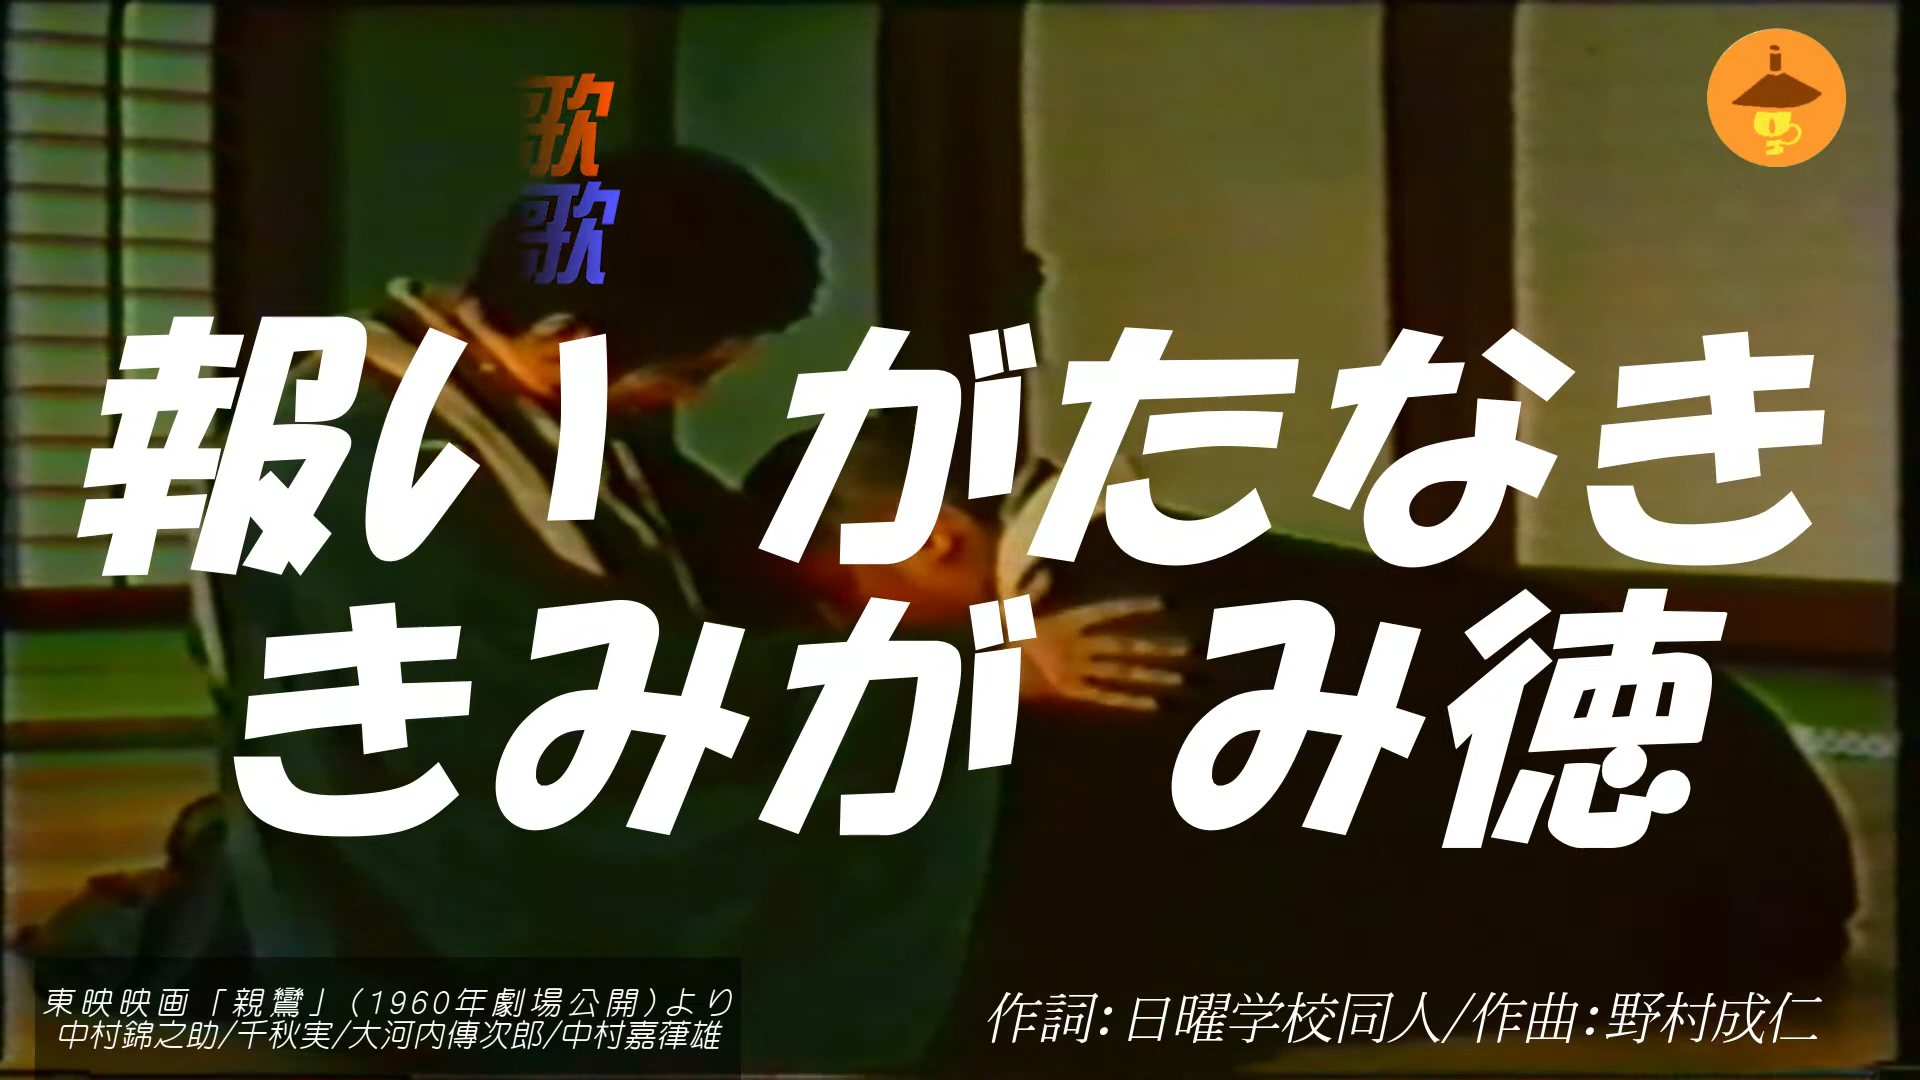 歌
歌
報い がたなき
きみが み徳
東映映画「親鸞」(1960年劇場公開)より
中村錦之助/千秋実/大河内傳次郎/中村嘉葎雄
作詞:日曜学校同人/作曲:野村成仁